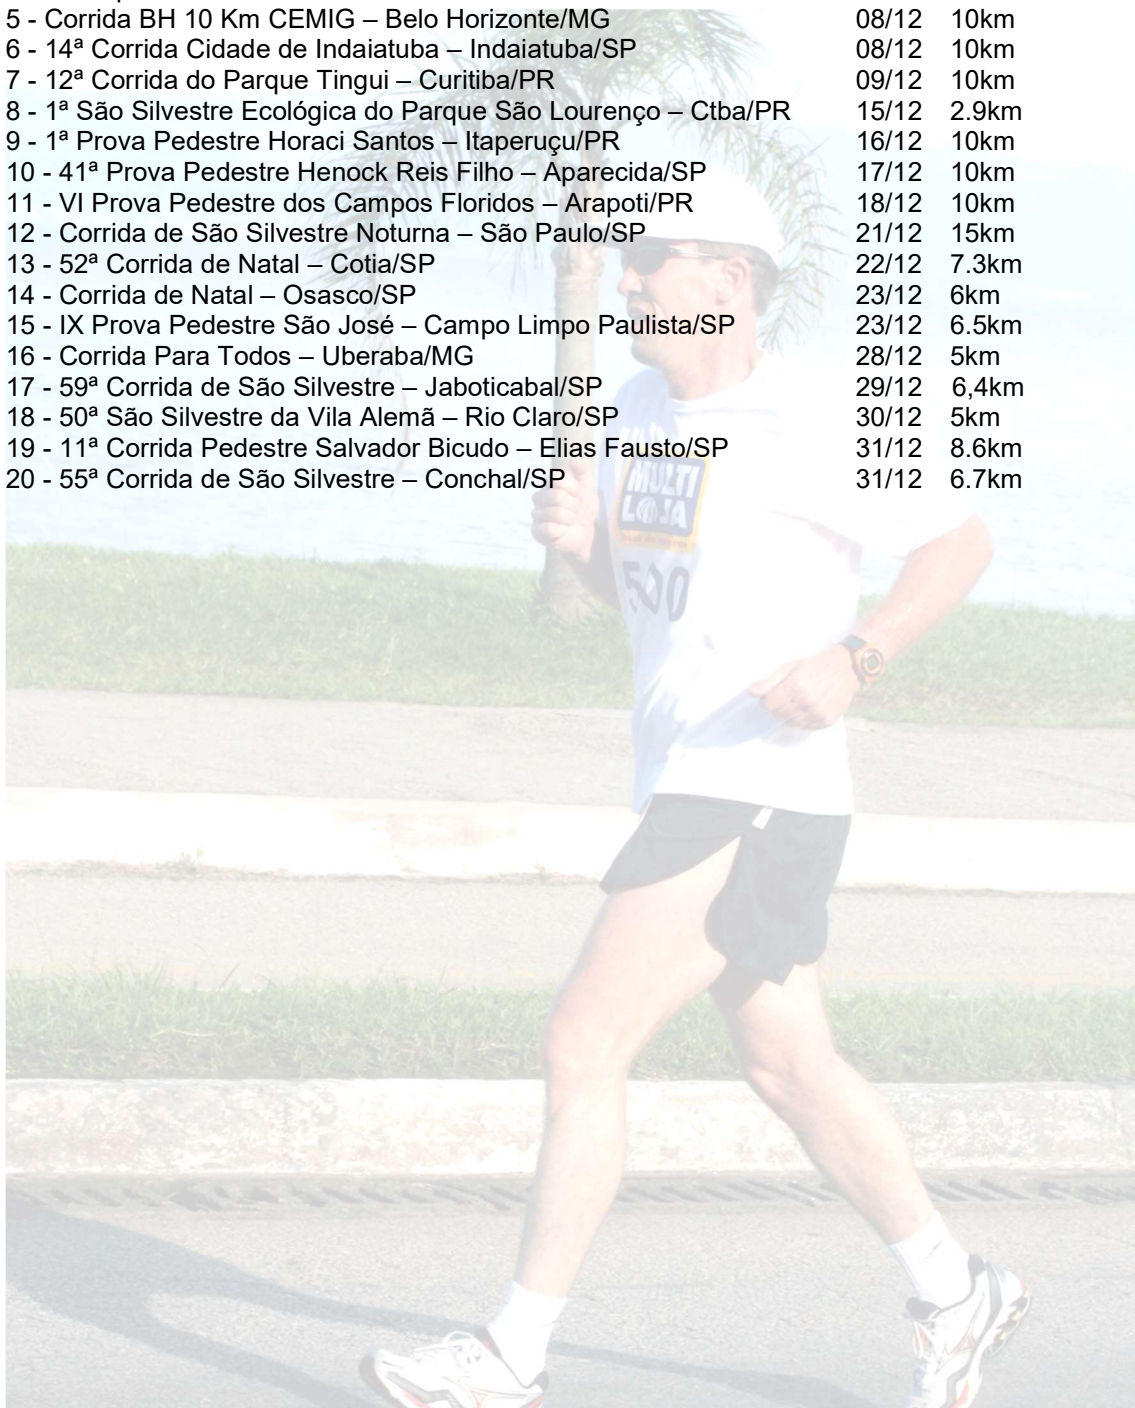 5 - Corrida BH 10 Km CEMIG – Belo Horizonte/MG 08/12 10km
6 - 14ª Corrida Cidade de Indaiatuba – Indaiatuba/SP 08/12 10km
7 - 12ª Corrida do Parque Tingui – Curitiba/PR 09/12 10km
8 - 1ª São Silvestre Ecológica do Parque São Lourenço – Ctba/PR 15/12 2.9km
9 - 1ª Prova Pedestre Horaci Santos – Itaperuçu/PR 16/12 10km
10 - 41ª Prova Pedestre Henock Reis Filho – Aparecida/SP 17/12 10km
11 - VI Prova Pedestre dos Campos Floridos – Arapoti/PR 18/12 10km
12 - Corrida de São Silvestre Noturna – São Paulo/SP 21/12 15km
13 - 52ª Corrida de Natal – Cotia/SP 22/12 7.3km
14 - Corrida de Natal – Osasco/SP 23/12 6km
15 - IX Prova Pedestre São José – Campo Limpo Paulista/SP 23/12 6.5km
16 - Corrida Para Todos – Uberaba/MG 28/12 5km
17 - 59ª Corrida de São Silvestre – Jaboticabal/SP 29/12 6,4km
18 - 50ª São Silvestre da Vila Alemã – Rio Claro/SP 30/12 5km
19 - 11ª Corrida Pedestre Salvador Bicudo – Elias Fausto/SP 31/12 8.6km
20 - 55ª Corrida de São Silvestre – Conchal/SP 31/12 6.7km
MULTI
LOJA
500